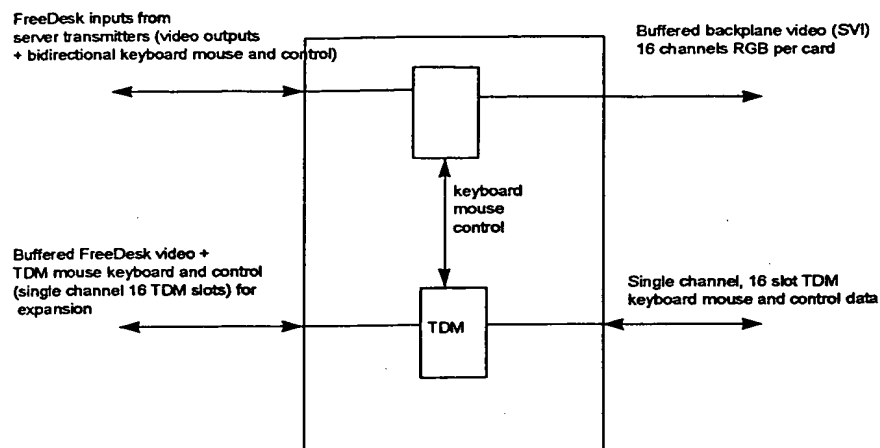 FreeDesk inputs from
server transmitters (video outputs
+ bidirectional keyboard mouse and control)
Buffered backplane video (SVI)
16 channels RGB per card
keyboard
mouse
control
Buffered FreeDesk video +
TDM mouse keyboard and control
(single channel 16 TDM slots) for
expansion
TDM
Single channel, 16 slot TDM
keyboard mouse and control data